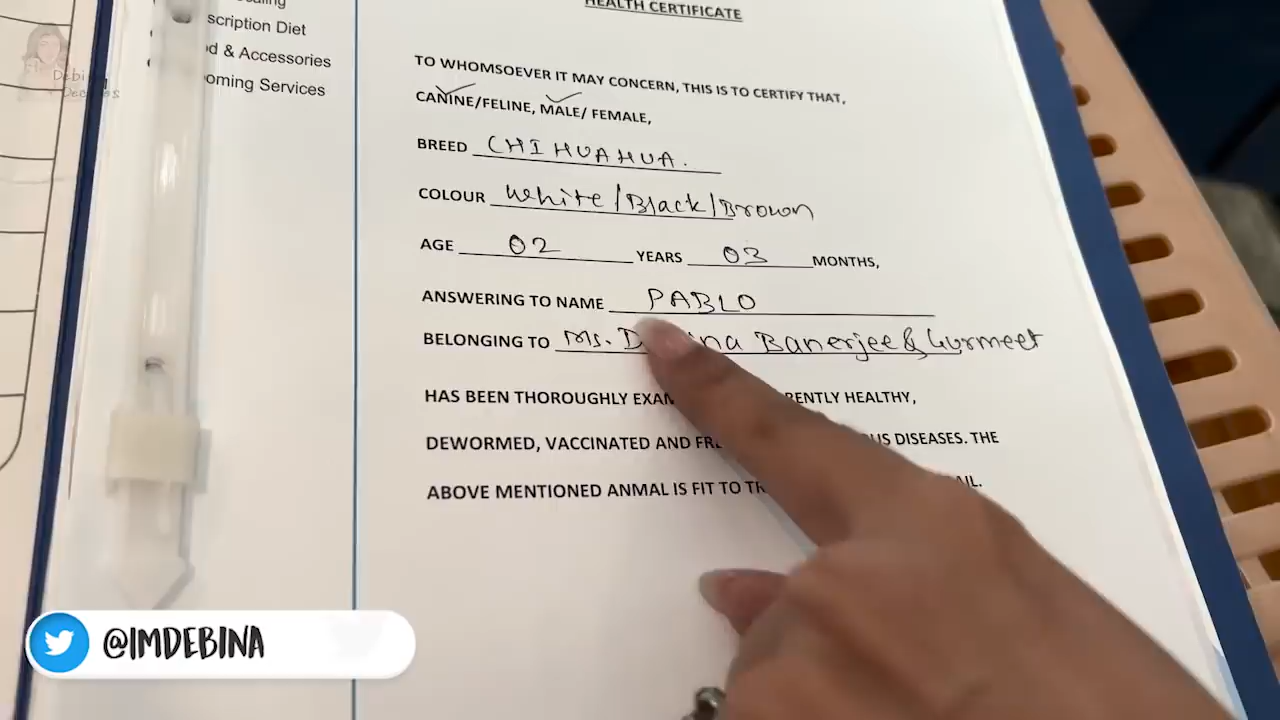 scription Diet
d & Accessories
oming Services
HEALTH CERTIFICATE
TO WHOMSOEVER IT MAY CONCERN, THIS IS TO CERTIFY THAT,
CANINE/FELINE, MALE/ FEMALE,
BREED CHIHUAHUA.
COLOUR White/Black/Brown
AGE 02 YEARS 03 MONTHS,
ANSWERING TO NAME PABLO
BELONGING TO Ms. D ina Banerjee & Gurmeet
HAS BEEN THOROUGHLY EXAM RENTLY HEALTHY,
DEWORMED, VACCINATED AND FRE US DISEASES. THE
ABOVE MENTIONED ANMAL IS FIT TO TR AIL.
@IMDEBINA